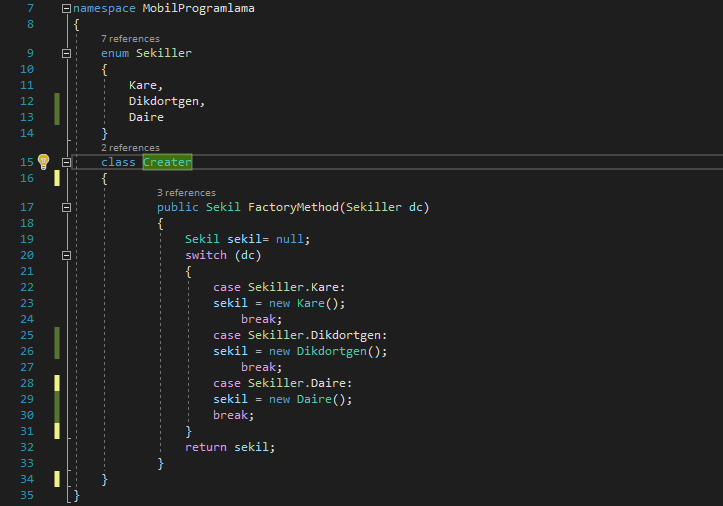 7 namespace MobilProgramlama
8 {
7 references
9 enum Sekiller
10 {
11 Kare,
12 Dikdortgen,
13 Daire
14 }
2 references
15 class Creater
16 {
3 references
17 public Sekil FactoryMethod(Sekiller dc)
18 {
19 Sekil sekil= null;
20 switch (dc)
21 {
22 case Sekiller.Kare:
23 sekil = new Kare();
24 break;
25 case Sekiller.Dikdortgen:
26 sekil = new Dikdortgen();
27 break;
28 case Sekiller.Daire:
29 sekil = new Daire();
30 break;
31 }
32 return sekil;
33 }
34 }
35 }